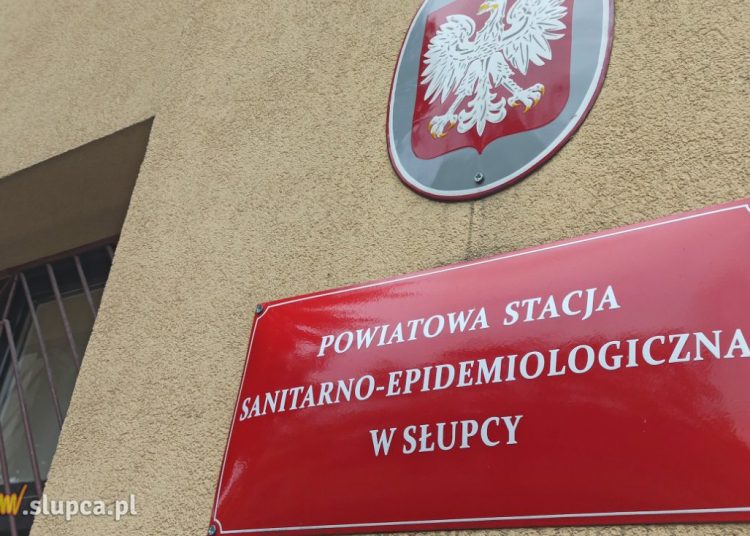 POWIATOWA STACJA
SANITARNO-EPIDEMIOLOGICZNA
W SŁUPCY
.slupca.pl